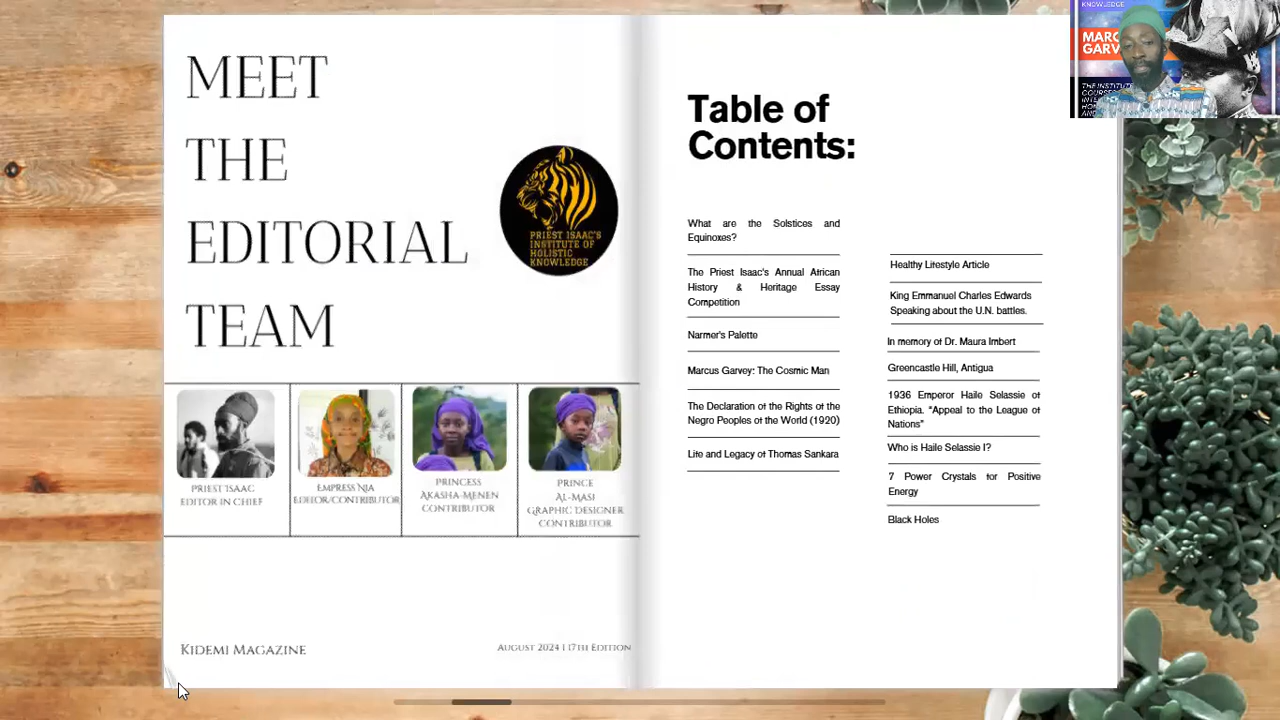 MEET
THE
EDITORIAL
TEAM
PRIEST ISAAC'S
INSTITUTE OF
HOLISTIC
KNOWLEDGE
PRIEST ISAAC
EDITOR IN CHIEF
EMPRESS NIA
EDITOR/CONTRIBUTOR
PRINCESS
AKASHA-MENEN
CONTRIBUTOR
PRINCE
AL-MASI
GRAPHIC DESIGNER
CONTRIBUTOR
KIDEMI MAGAZINE
AUGUST 2024 | 17TH EDITION
Table of
Contents:
What are the Solstices and
Equinoxes?
The Priest Isaac's Annual African
History & Heritage Essay
Competition
Narmer's Palette
Marcus Garvey: The Cosmic Man
The Declaration of the Rights of the
Negro Peoples of the World (1920)
Life and Legacy of Thomas Sankara
Healthy Lifestyle Article
King Emmanuel Charles Edwards
Speaking about the U.N. battles.
In memory of Dr. Maura Imbert
Greencastle Hill, Antigua
1936 Emperor Haile Selassie of
Ethiopia. "Appeal to the League of
Nations"
Who is Haile Selassie I?
7 Power Crystals for Positive
Energy
Black Holes
KNOWLEDGE
MARC
GARV
THE INSTITUTE
COURSE